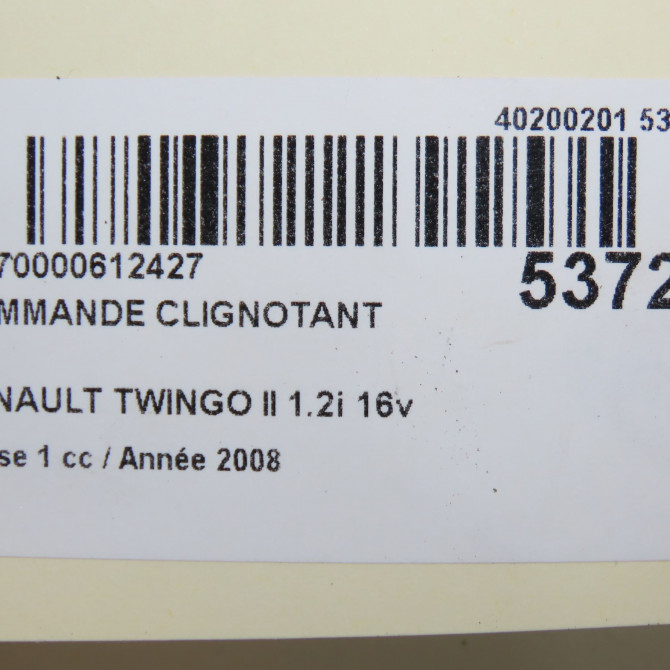 40200201 53
70000612427
5372
MMANDE CLIGNOTANT
NAULT TWINGO II 1.2i 16v
se 1 cc / Année 2008